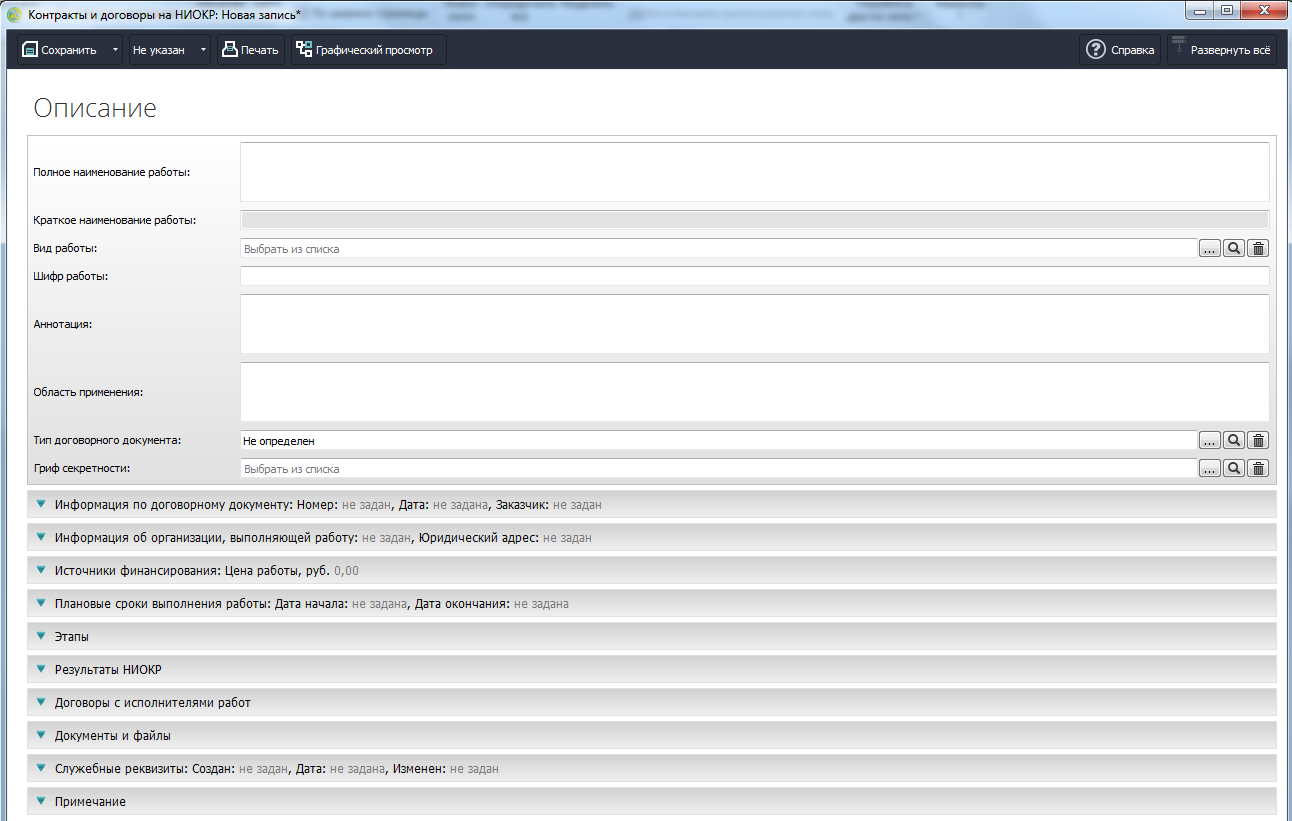 Контракты и договоры на НИОКР: Новая запись*
Сохранить Не указан Печать Графический просмотр Справка Развернуть всё
Описание
Полное наименование работы:
Краткое наименование работы:
Вид работы: Выбрать из списка ...
Шифр работы:
Аннотация:
Область применения:
Тип договорного документа: Не определен ...
Гриф секретности: Выбрать из списка ...
Информация по договорному документу: Номер: не задан, Дата: не задана, Заказчик: не задан
Информация об организации, выполняющей работу: не задан, Юридический адрес: не задан
Источники финансирования: Цена работы, руб. 0,00
Плановые сроки выполнения работы: Дата начала: не задана, Дата окончания: не задана
Этапы
Результаты НИОКР
Договоры с исполнителями работ
Документы и файлы
Служебные реквизиты: Создан: не задан, Дата: не задана, Изменен: не задан
Примечание